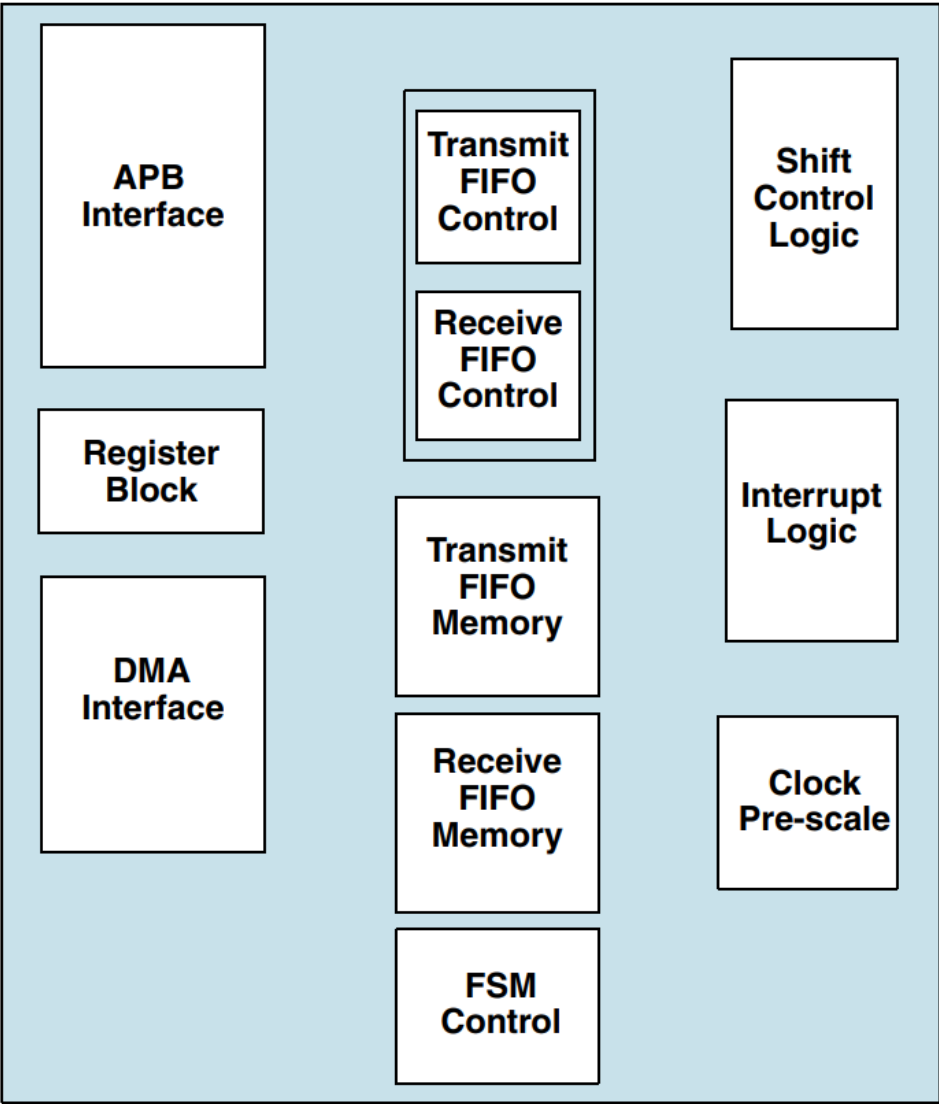 APB
Interface
Register
Block
DMA
Interface
Transmit
FIFO
Control
Receive
FIFO
Control
Transmit
FIFO
Memory
Receive
FIFO
Memory
FSM
Control
Shift
Control
Logic
Interrupt
Logic
Clock
Pre-scale